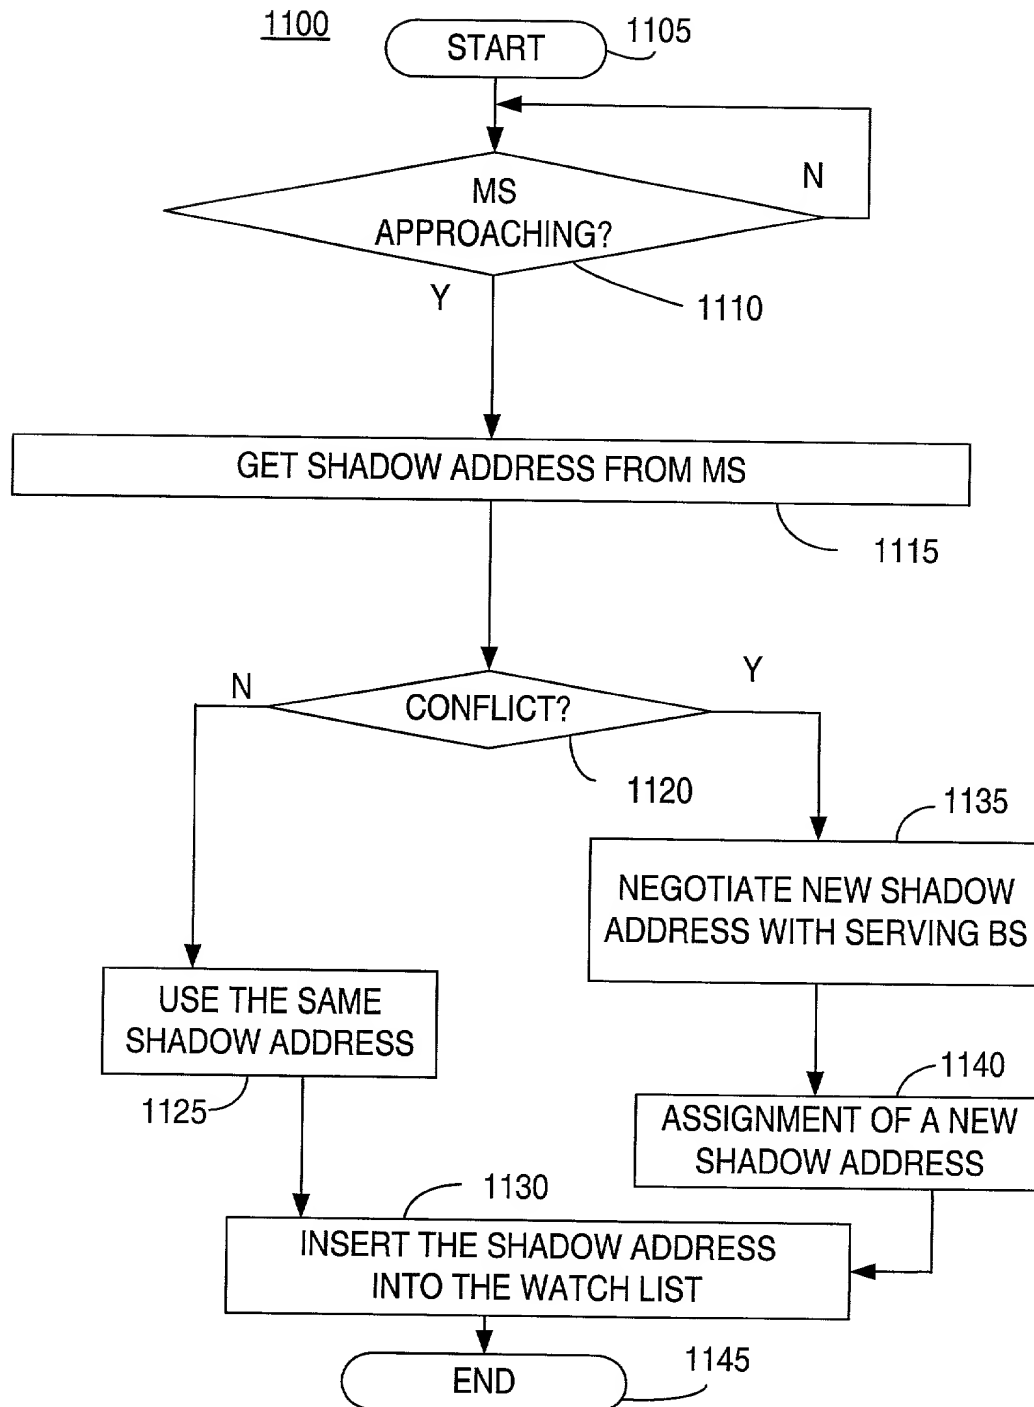 1100
START
1105
MS
APPROACHING?
N
Y
1110
GET SHADOW ADDRESS FROM MS
1115
N
CONFLICT?
Y
1120
1135
NEGOTIATE NEW SHADOW
ADDRESS WITH SERVING BS
USE THE SAME
SHADOW ADDRESS
1125
1140
ASSIGNMENT OF A NEW
SHADOW ADDRESS
1130
INSERT THE SHADOW ADDRESS
INTO THE WATCH LIST
END
1145